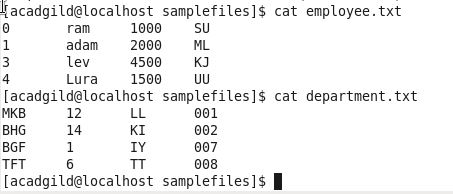 [acadgild@localhost samplefiles]$ cat employee.txt
0 ram 1000 SU
1 adam 2000 ML
3 lev 4500 KJ
4 Lura 1500 UU
[acadgild@localhost samplefiles]$ cat department.txt
MKB 12 LL 001
BHG 14 KI 002
BGF 1 IY 007
TFT 6 TT 008
[acadgild@localhost samplefiles]$